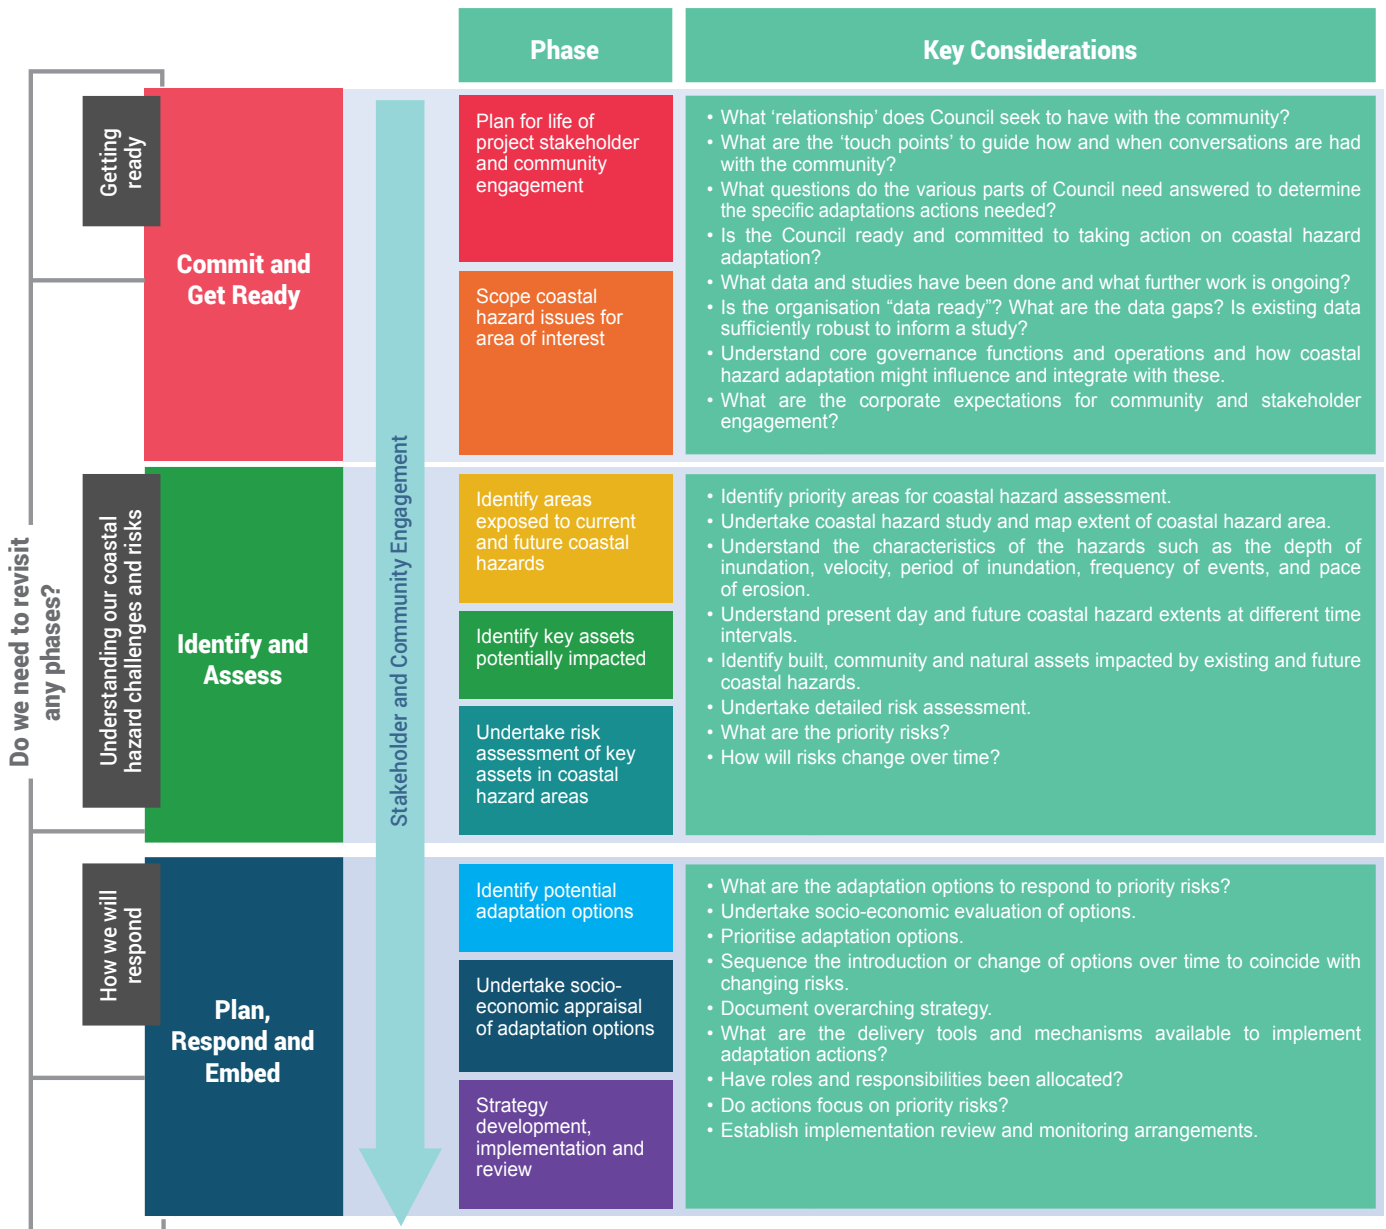 Phase
Key Considerations
Do we need to revisit
any phases?
Getting
ready
Commit and
Get Ready
Stakeholder and Community Engagement
Plan for life of
project stakeholder
and community
engagement
Scope coastal
hazard issues for
area of interest
• What ‘relationship’ does Council seek to have with the community?
• What are the ‘touch points’ to guide how and when conversations are had
with the community?
• What questions do the various parts of Council need answered to determine
the specific adaptations actions needed?
• Is the Council ready and committed to taking action on coastal hazard
adaptation?
• What data and studies have been done and what further work is ongoing?
• Is the organisation “data ready”? What are the data gaps? Is existing data
sufficiently robust to inform a study?
• Understand core governance functions and operations and how coastal
hazard adaptation might influence and integrate with these.
• What are the corporate expectations for community and stakeholder
engagement?
Understanding our coastal
hazard challenges and risks
Identify and
Assess
Identify areas
exposed to current
and future coastal
hazards
Identify key assets
potentially impacted
Undertake risk
assessment of key
assets in coastal
hazard areas
• Identify priority areas for coastal hazard assessment.
• Undertake coastal hazard study and map extent of coastal hazard area.
• Understand the characteristics of the hazards such as the depth of
inundation, velocity, period of inundation, frequency of events, and pace
of erosion.
• Understand present day and future coastal hazard extents at different time
intervals.
• Identify built, community and natural assets impacted by existing and future
coastal hazards.
• Undertake detailed risk assessment.
• What are the priority risks?
• How will risks change over time?
How we will
respond
Plan,
Respond and
Embed
Identify potential
adaptation options
Undertake socio-
economic appraisal
of adaptation options
Strategy
development,
implementation and
review
• What are the adaptation options to respond to priority risks?
• Undertake socio-economic evaluation of options.
• Prioritise adaptation options.
• Sequence the introduction or change of options over time to coincide with
changing risks.
• Document overarching strategy.
• What are the delivery tools and mechanisms available to implement
adaptation actions?
• Have roles and responsibilities been allocated?
• Do actions focus on priority risks?
• Establish implementation review and monitoring arrangements.